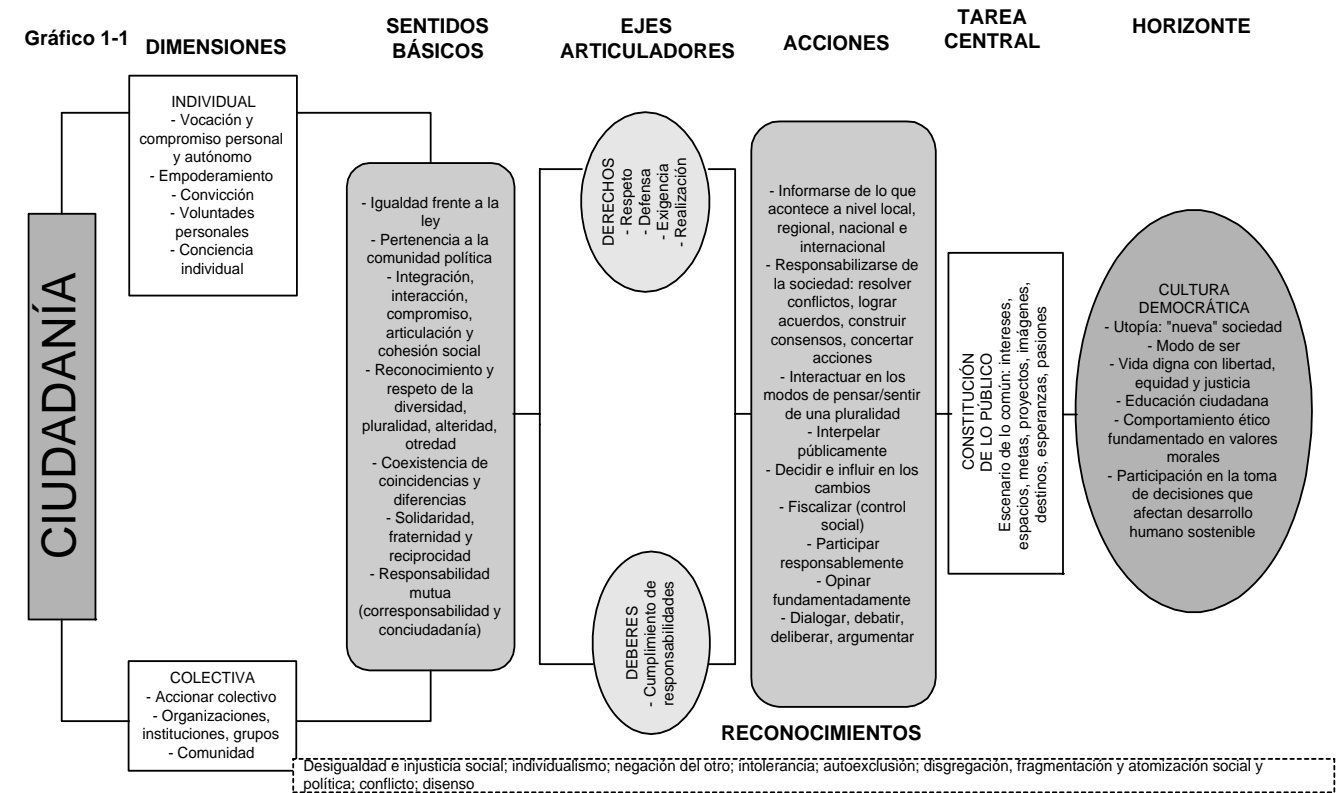 Gráfico 1-1
DIMENSIONES
SENTIDOS
BÁSICOS
EJES
ARTICULADORES
ACCIONES
TAREA
CENTRAL
HORIZONTE
CIUDADANÍA
INDIVIDUAL
- Vocación y
compromiso personal
y autónomo
- Empoderamiento
- Convicción
- Voluntades
personales
- Conciencia
individual
COLECTIVA
- Accionar colectivo
- Organizaciones,
instituciones, grupos
- Comunidad
- Igualdad frente a la
ley
- Pertenencia a la
comunidad política
- Integración,
interacción,
compromiso,
articulación y
cohesión social
- Reconocimiento y
respeto de la
diversidad,
pluralidad, alteridad,
otredad
- Coexistencia de
coincidencias y
diferencias
- Solidaridad,
fraternidad y
reciprocidad
- Responsabilidad
mutua
(corresponsabilidad y
conciudadanía)
DERECHOS
- Respeto
- Defensa
- Exigencia
- Realización
DEBERES
- Cumplimiento de
responsabilidades
- Informarse de lo que
acontece a nivel local,
regional, nacional e
internacional
- Responsabilizarse de
la sociedad: resolver
conflictos, lograr
acuerdos, construir
consensos, concertar
acciones
- Interactuar en los
modos de pensar/sentir
de una pluralidad
- Interpelar
públicamente
- Decidir e influir en los
cambios
- Fiscalizar (control
social)
- Participar
responsablemente
- Opinar
fundamentadamente
- Dialogar, debatir,
deliberar, argumentar
CONSTITUCIÓN
DE LO PÚBLICO
Escenario de lo común: intereses,
espacios, metas, proyectos, imágenes,
destinos, esperanzas, pasiones
CULTURA
DEMOCRÁTICA
- Utopía: "nueva" sociedad
- Modo de ser
- Vida digna con libertad,
equidad y justicia
- Educación ciudadana
- Comportamiento ético
fundamentado en valores
morales
- Participación en la toma
de decisiones que
afectan desarrollo
humano sostenible
RECONOCIMIENTOS
Desigualdad e injusticia social; individualismo; negación del otro; intolerancia; autoexclusión; disgregación, fragmentación y atomización social y
política; conflicto; disenso